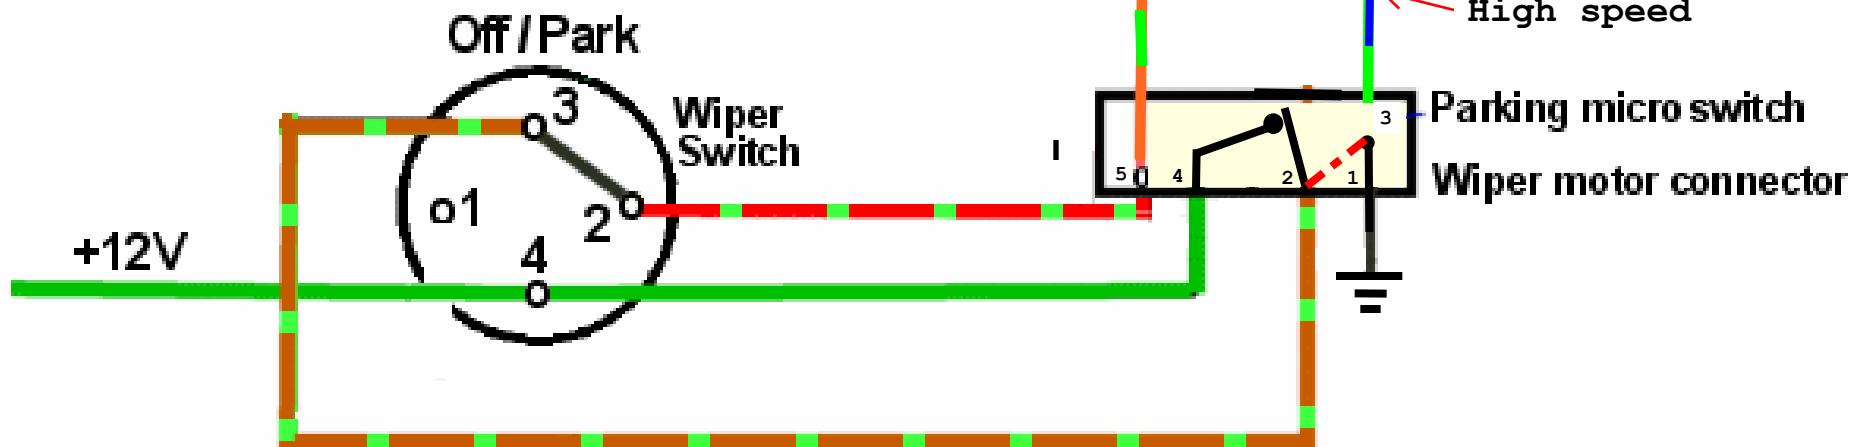 High speed
Off / Park
3
Wiper
Switch
Parking micro switch
3
5 0 4 2 1
Wiper motor connector
o1
2
+12V
4